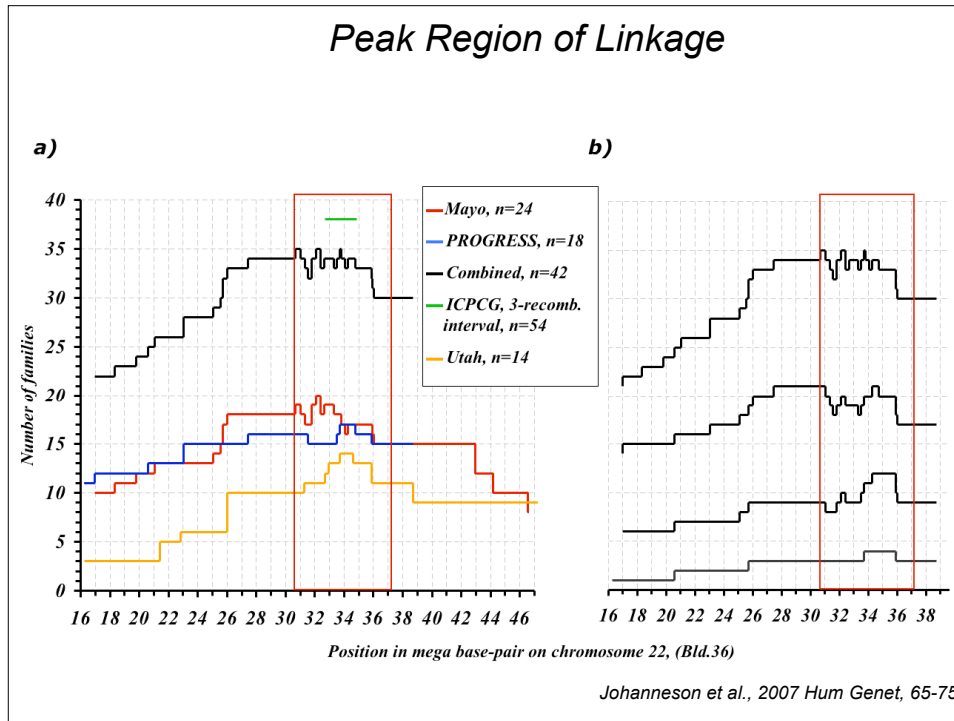 Peak Region of Linkage
a)
b)
40
35
30
25
20
15
10
5
0
Number of families
Mayo, n=24
PROGRESS, n=18
Combined, n=42
ICPCG, 3-recomb.
interval, n=54
Utah, n=14
16 18 20 22 24 26 28 30 32 34 36 38 40 42 44 46
16 18 20 22 24 26 28 30 32 34 36 38
Position in mega base-pair on chromosome 22, (Bld.36)
Johanneson et al., 2007 Hum Genet, 65-75